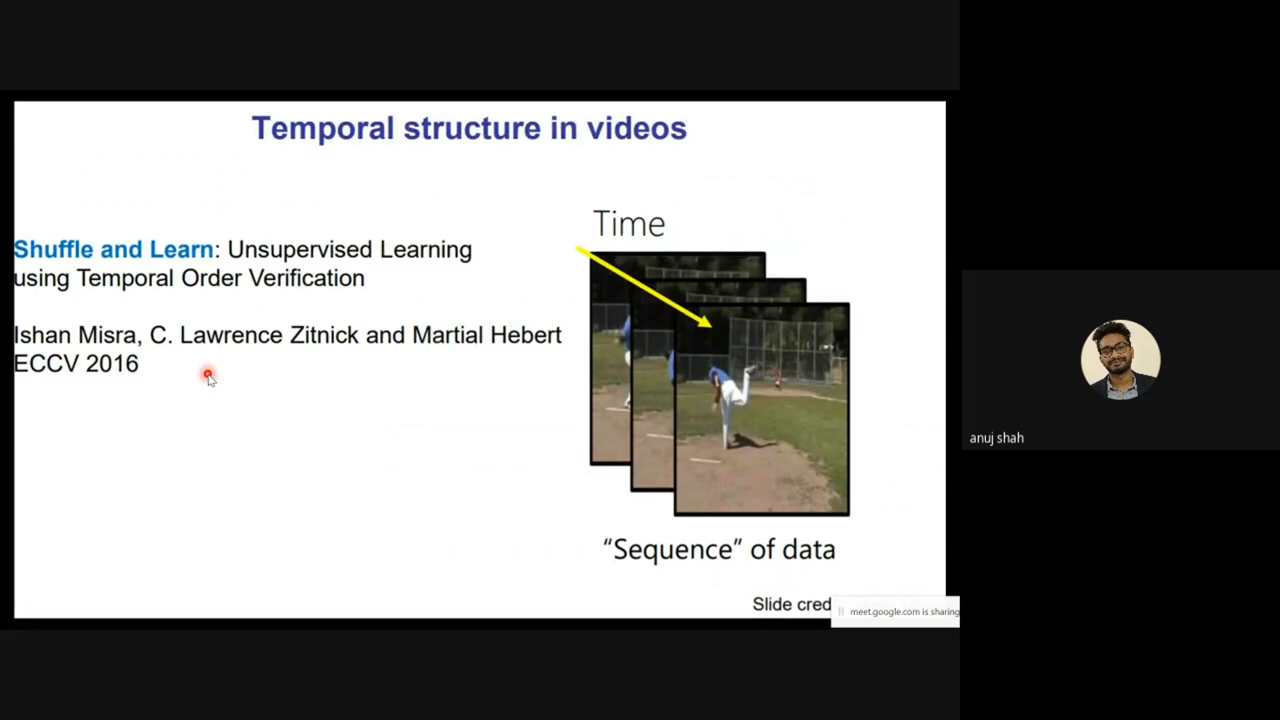 Temporal structure in videos
Shuffle and Learn: Unsupervised Learning
using Temporal Order Verification
Ishan Misra, C. Lawrence Zitnick and Martial Hebert
ECCV 2016
Time
“Sequence” of data
Slide cred
meet.google.com is sharing
anuj shah